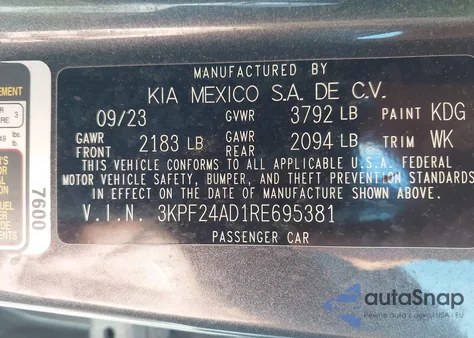 MANUFACTURED BY
KIA MEXICO S.A. DE C.V.
09/23 GVWR 3792 LB PAINT KDG
GAWR FRONT 2183 LB GAWR REAR 2094 LB TRIM WK
THIS VEHICLE CONFORMS TO ALL APPLICABLE U.S.A. FEDERAL
MOTOR VEHICLE SAFETY, BUMPER, AND THEFT PREVENTION STANDARDS
IN EFFECT ON THE DATE OF MANUFACTURE SHOWN ABOVE.
V.I.N. 3KPF24AD1RE695381
PASSENGER CAR
7600
3
lbs.
autoSnap